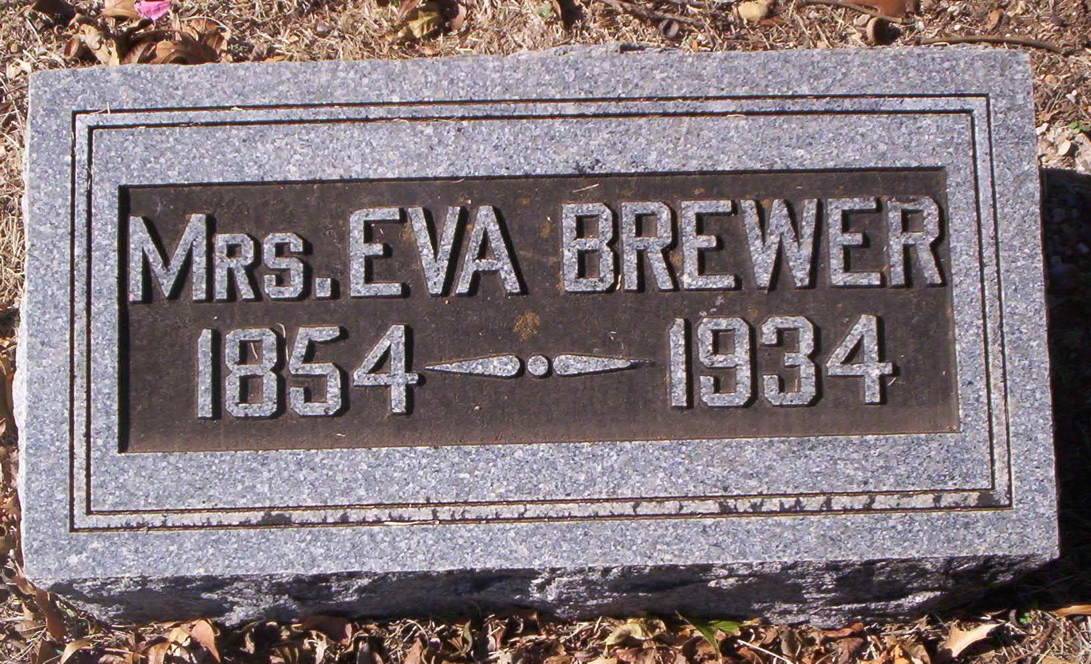 Mrs. EVA BREWER
1854 - 1934